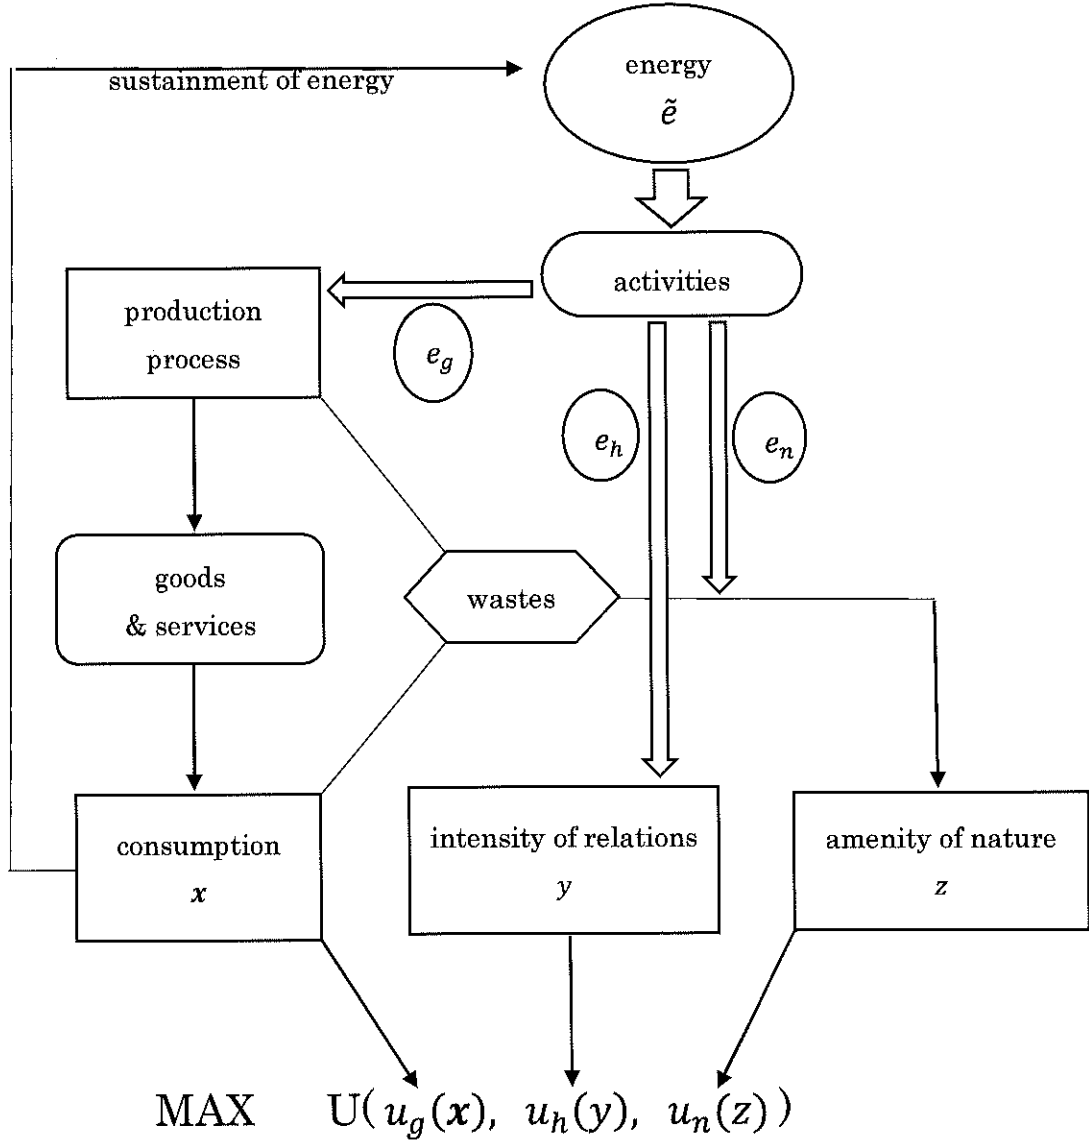 energy
ẽ
sustainment of energy
activities
production
process
e_g
e_h
e_n
goods
& services
wastes
consumption
x
intensity of relations
y
amenity of nature
z
MAX U(u_g(x), u_h(y), u_n(z))